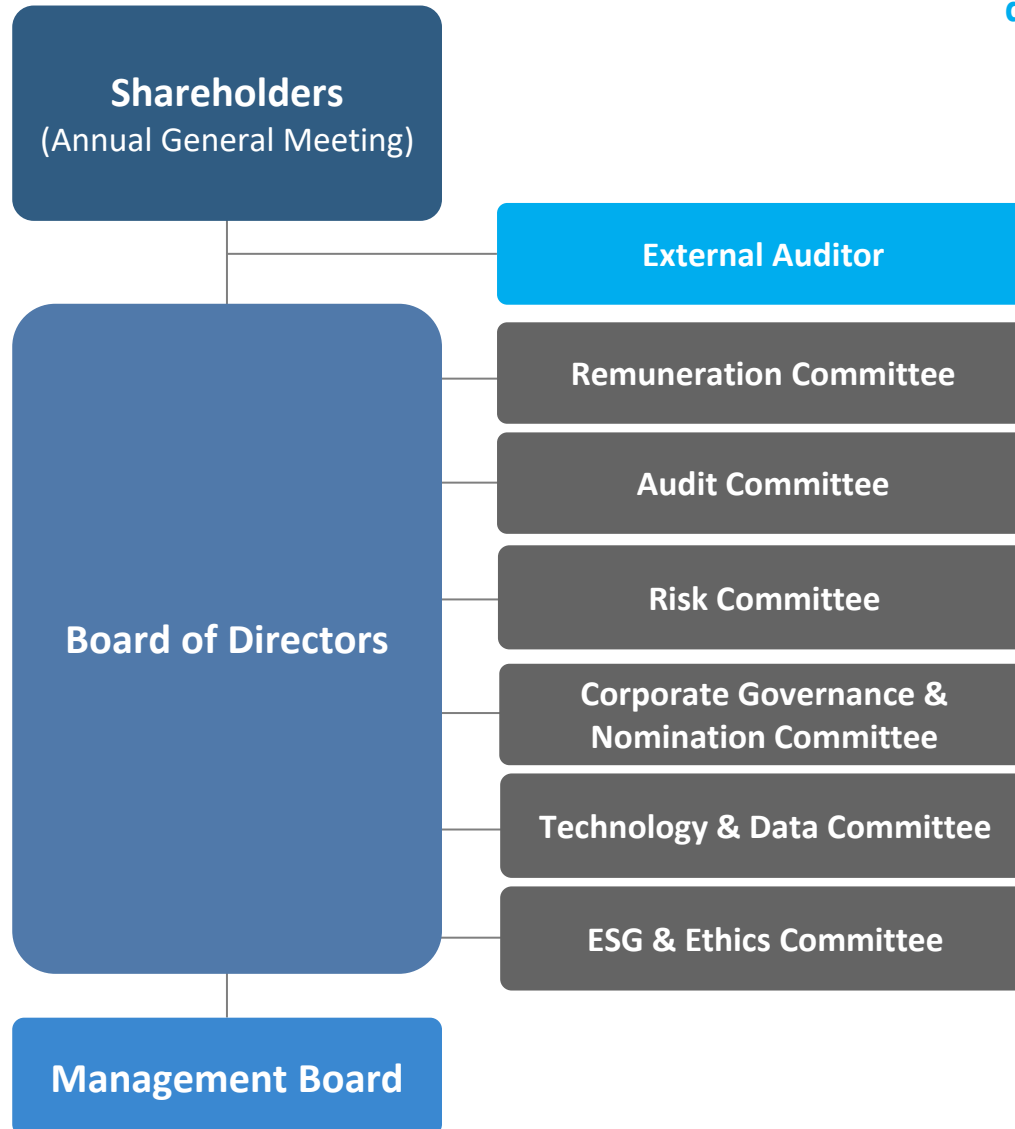 Shareholders
(Annual General Meeting)
External Auditor
Remuneration Committee
Audit Committee
Risk Committee
Board of Directors
Corporate Governance &
Nomination Committee
Technology & Data Committee
ESG & Ethics Committee
Management Board